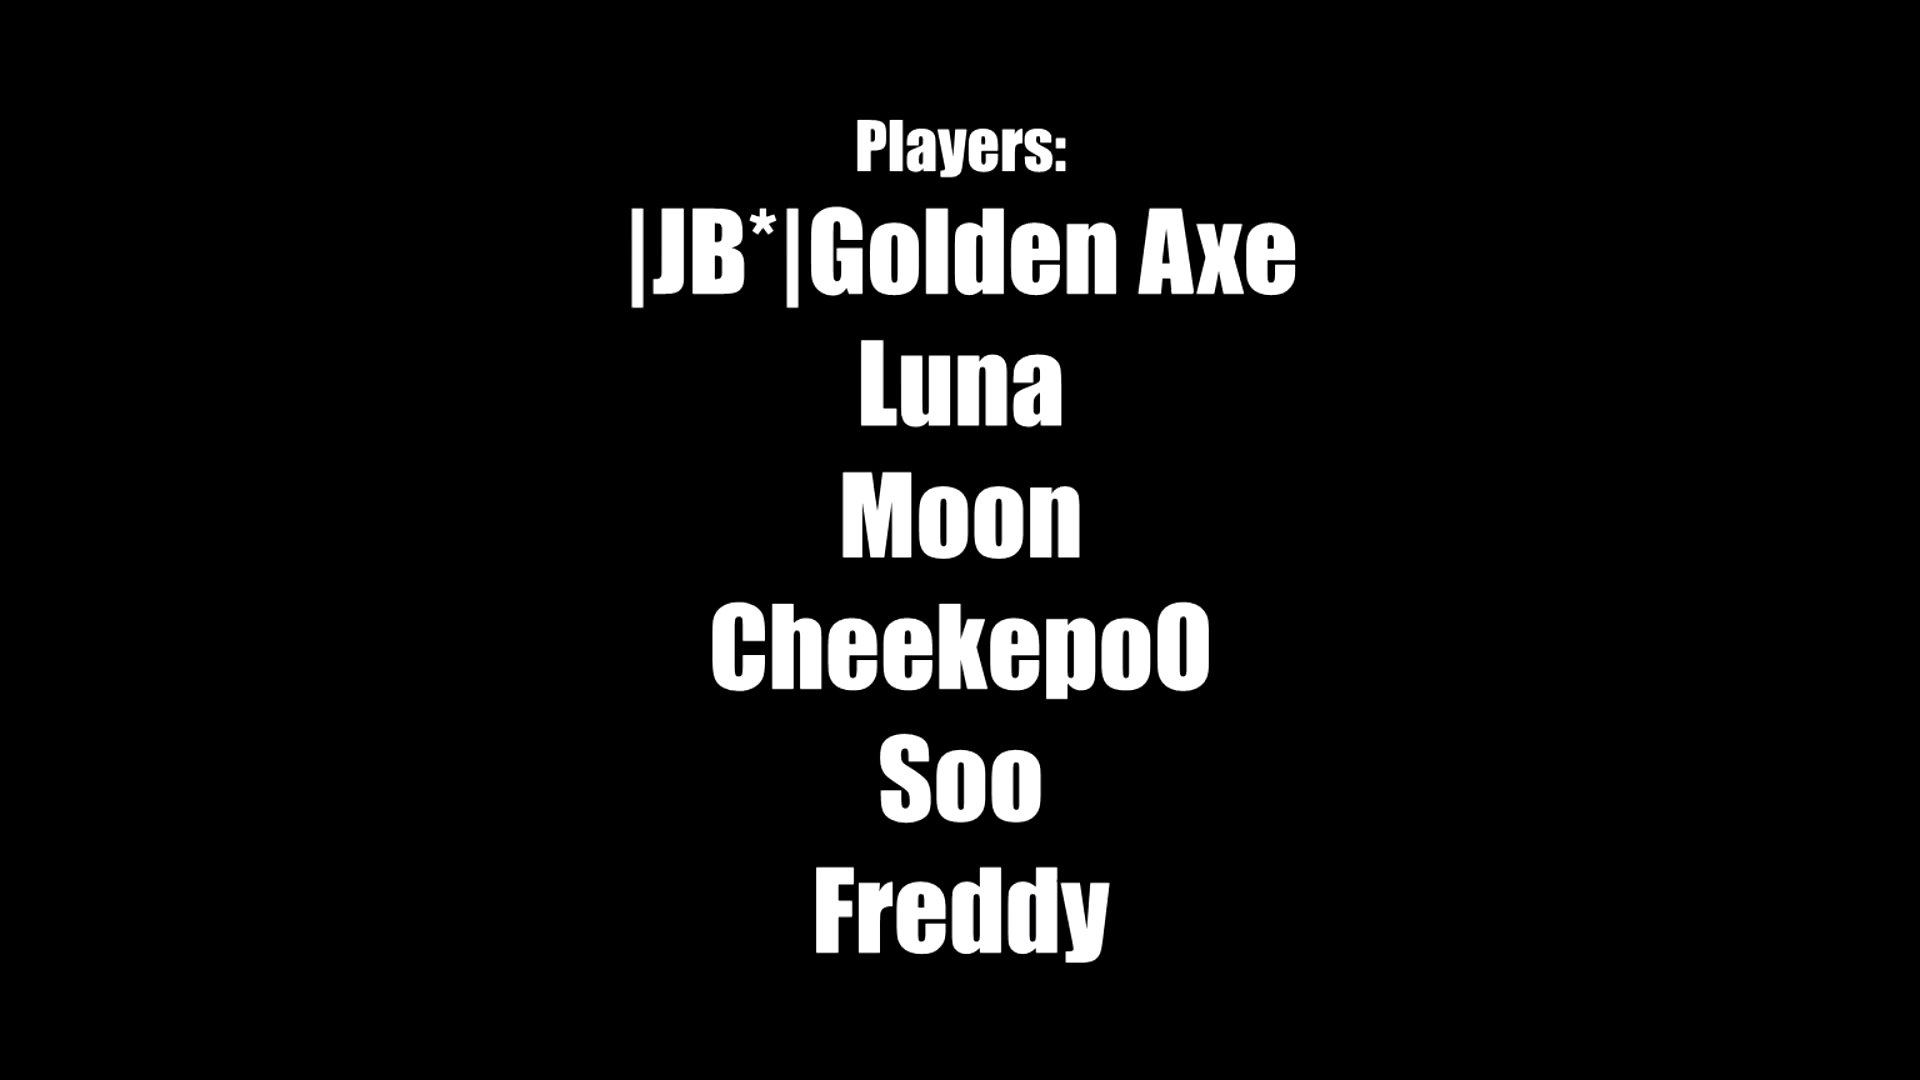 Players:
|JB*|Golden Axe
Luna
Moon
CheekepoO
Soo
Freddy